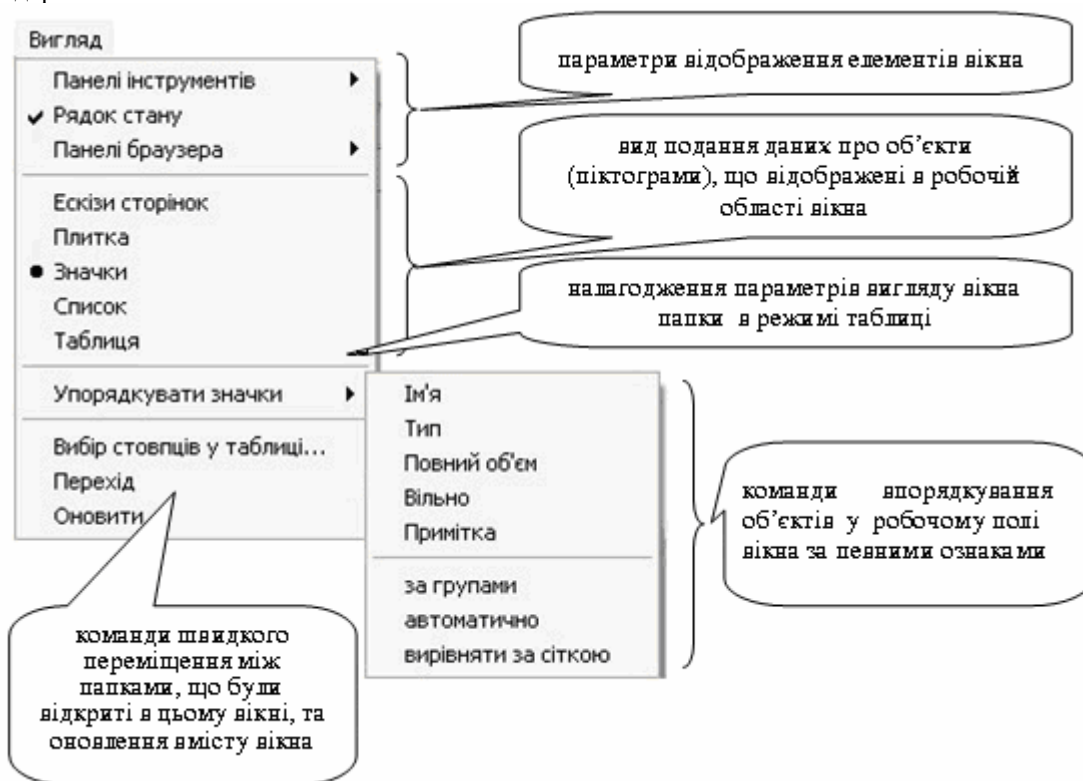 Вигляд
Панелі інструментів
Рядок стану
Панелі браузера
Ескізи сторінок
Плитка
Значки
Список
Таблиця
Упорядкувати значки
Вибір стовпців у таблиці...
Перехід
Оновити
Ім'я
Тип
Повний об'єм
Вільно
Примітка
за групами
автоматично
вирівняти за сіткою
параметри відображення елементів вікна
вид подання даних про об’єкти
(піктограми), що відображені в робочій
області вікна
налагодження параметрів вигляду вікна
папки в режимі таблиці
команди впорядкування
об’єктів у робочому полі
вікна за певними ознаками
команди швидкого
переміщення між
папками, що були
відкриті в цьому вікні, та
оновлення вмісту вікна